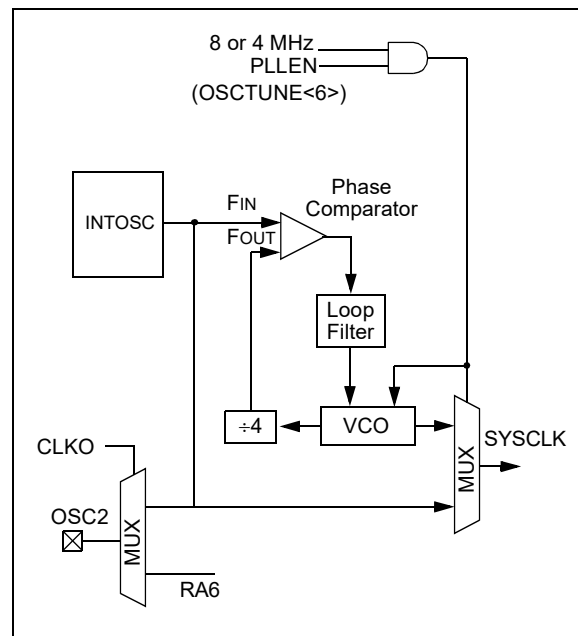 8 or 4 MHz
PLLEN
(OSCTUNE<6>)
Phase
Comparator
INTOSC
FIN
FOUT
Loop
Filter
÷4
VCO
MUX
SYSCLK
CLKO
OSC2
MUX
RA6